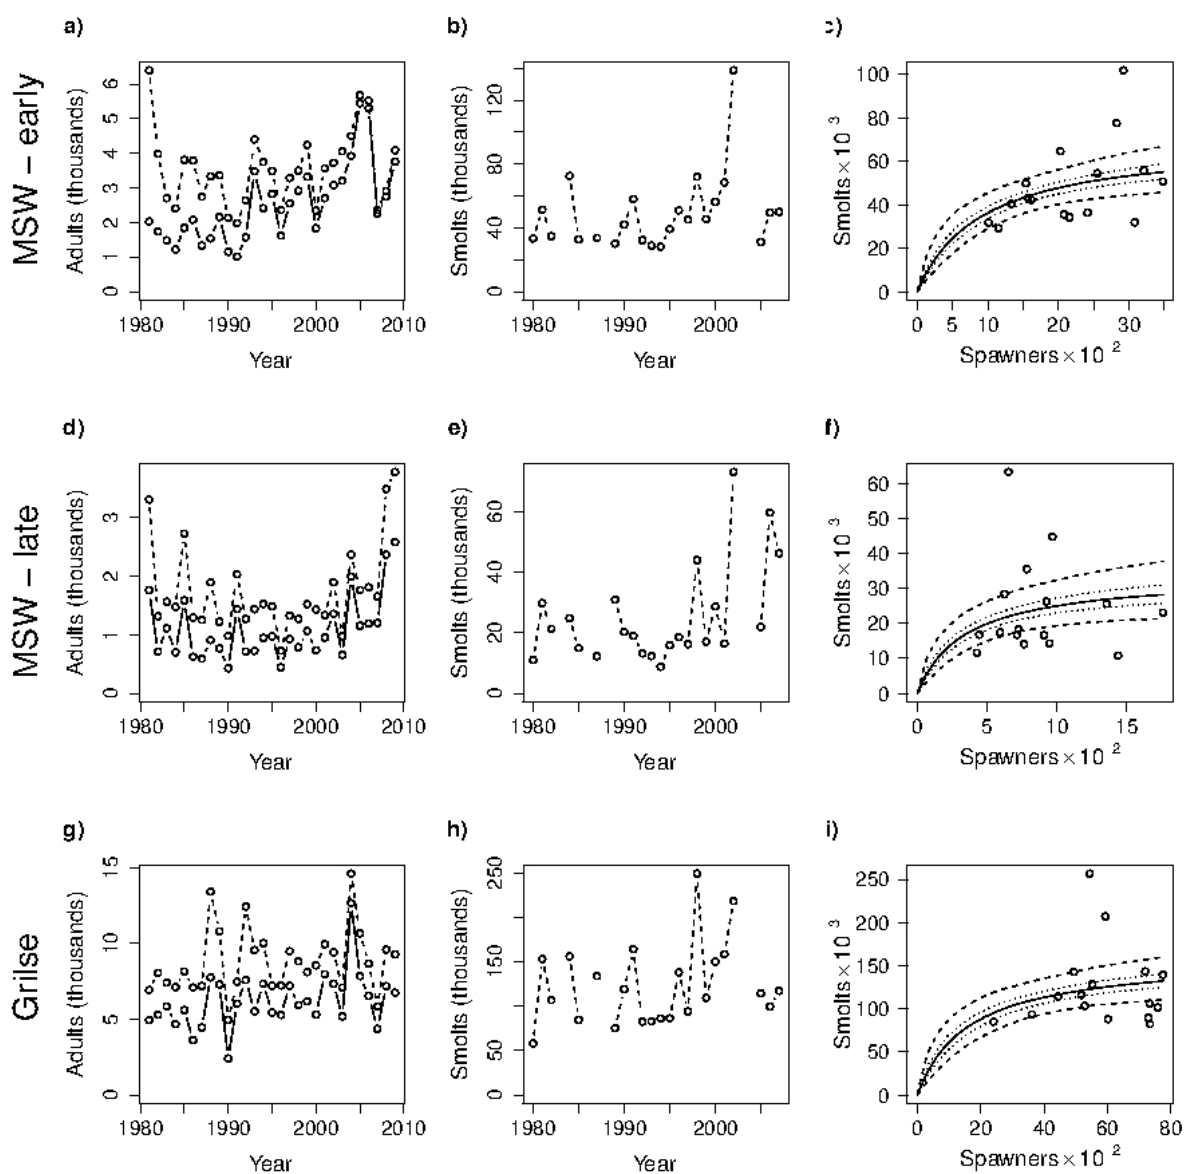 a)
b)
c)
MSW – early
Adults (thousands)
0 1 2 3 4 5 6
1980 1990 2000 2010
Year
Smolts (thousands)
0 40 80 120
1980 1990 2000
Year
Smolts×10 3
0 20 40 60 80 100
0 5 10 20 30
Spawners×10 2
d)
e)
f)
MSW – late
Adults (thousands)
0 1 2 3
1980 1990 2000 2010
Year
Smolts (thousands)
0 20 40 60
1980 1990 2000
Year
Smolts×10 3
0 10 20 30 40 50 60
0 5 10 15
Spawners×10 2
g)
h)
i)
Grilse
Adults (thousands)
0 5 10 15
1980 1990 2000 2010
Year
Smolts (thousands)
0 50 150 250
1980 1990 2000
Year
Smolts×10 3
0 50 100 150 200 250
0 20 40 60 80
Spawners×10 2